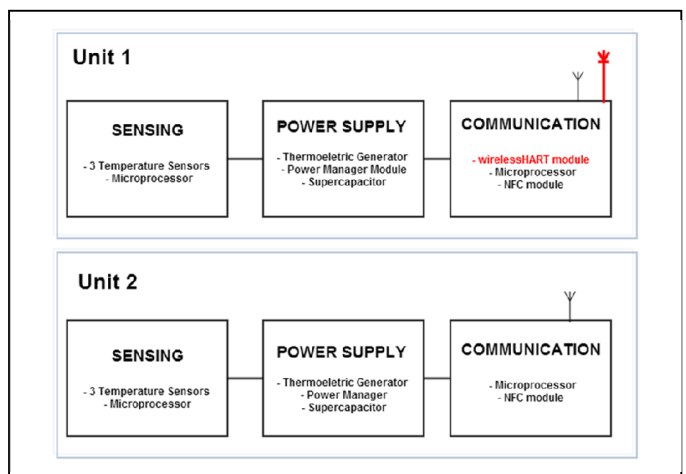 Unit 1
SENSING
- 3 Temperature Sensors
- Microprocessor
POWER SUPPLY
- Thermoeletric Generator
- Power Manager Module
- Supercapacitor
COMMUNICATION
- wirelessHART module
- Microprocessor
- NFC module
Unit 2
SENSING
- 3 Temperature Sensors
- Microprocessor
POWER SUPPLY
- Thermoeletric Generator
- Power Manager
- Supercapacitor
COMMUNICATION
- Microprocessor
- NFC module